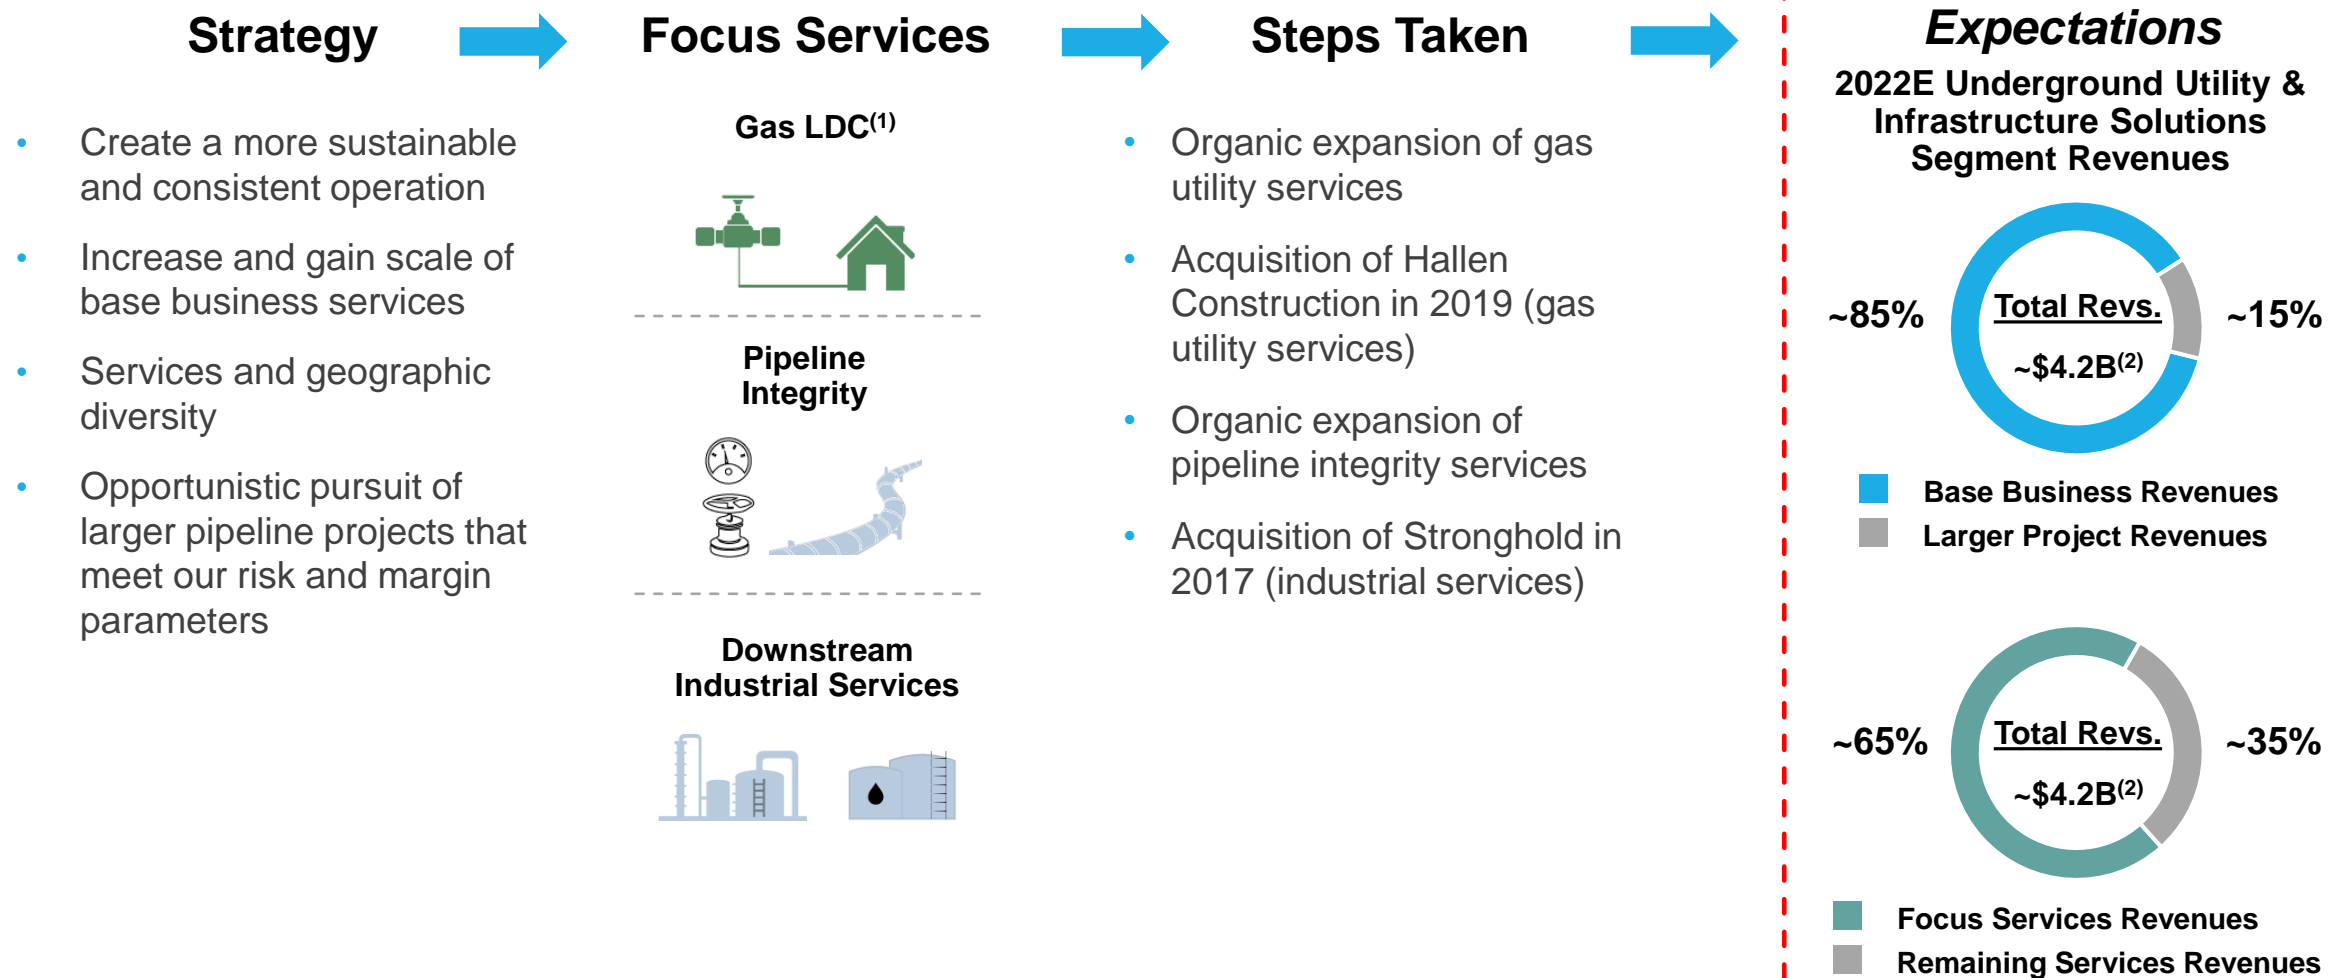 Strategy
Focus Services
Steps Taken
Expectations
• Create a more sustainable
and consistent operation
• Increase and gain scale of
base business services
• Services and geographic
diversity
• Opportunistic pursuit of
larger pipeline projects that
meet our risk and margin
parameters
Gas LDC(1)
Pipeline
Integrity
Downstream
Industrial Services
• Organic expansion of gas
utility services
• Acquisition of Hallen
Construction in 2019 (gas
utility services)
• Organic expansion of
pipeline integrity services
• Acquisition of Stronghold in
2017 (industrial services)
2022E Underground Utility &
Infrastructure Solutions
Segment Revenues
~85%
Total Revs.
~$4.2B(2)
~15%
Base Business Revenues
Larger Project Revenues
~65%
Total Revs.
~$4.2B(2)
~35%
Focus Services Revenues
Remaining Services Revenues